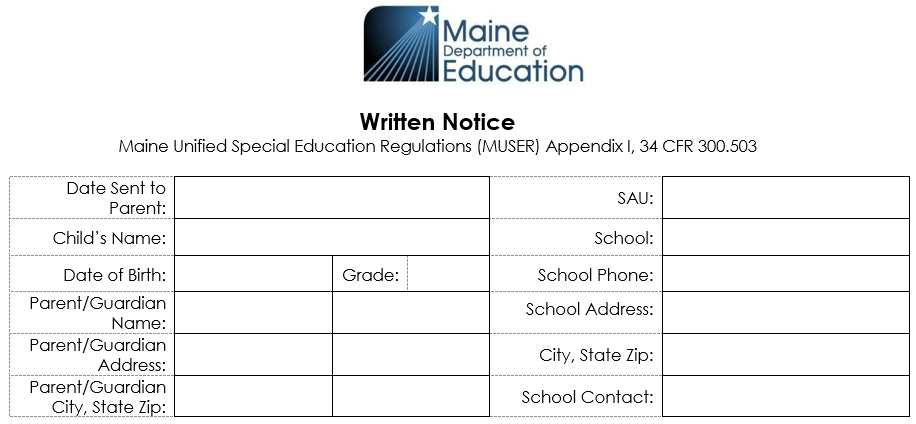 Maine
Department of
Education
Written Notice
Maine Unified Special Education Regulations (MUSER) Appendix I, 34 CFR 300.503
Date Sent to
Parent:
SAU:
Child's Name:
School:
Date of Birth:
Grade:
School Phone:
Parent/Guardian
Name:
School Address:
Parent/Guardian
Address:
City, State Zip:
Parent/Guardian
City, State Zip:
School Contact: